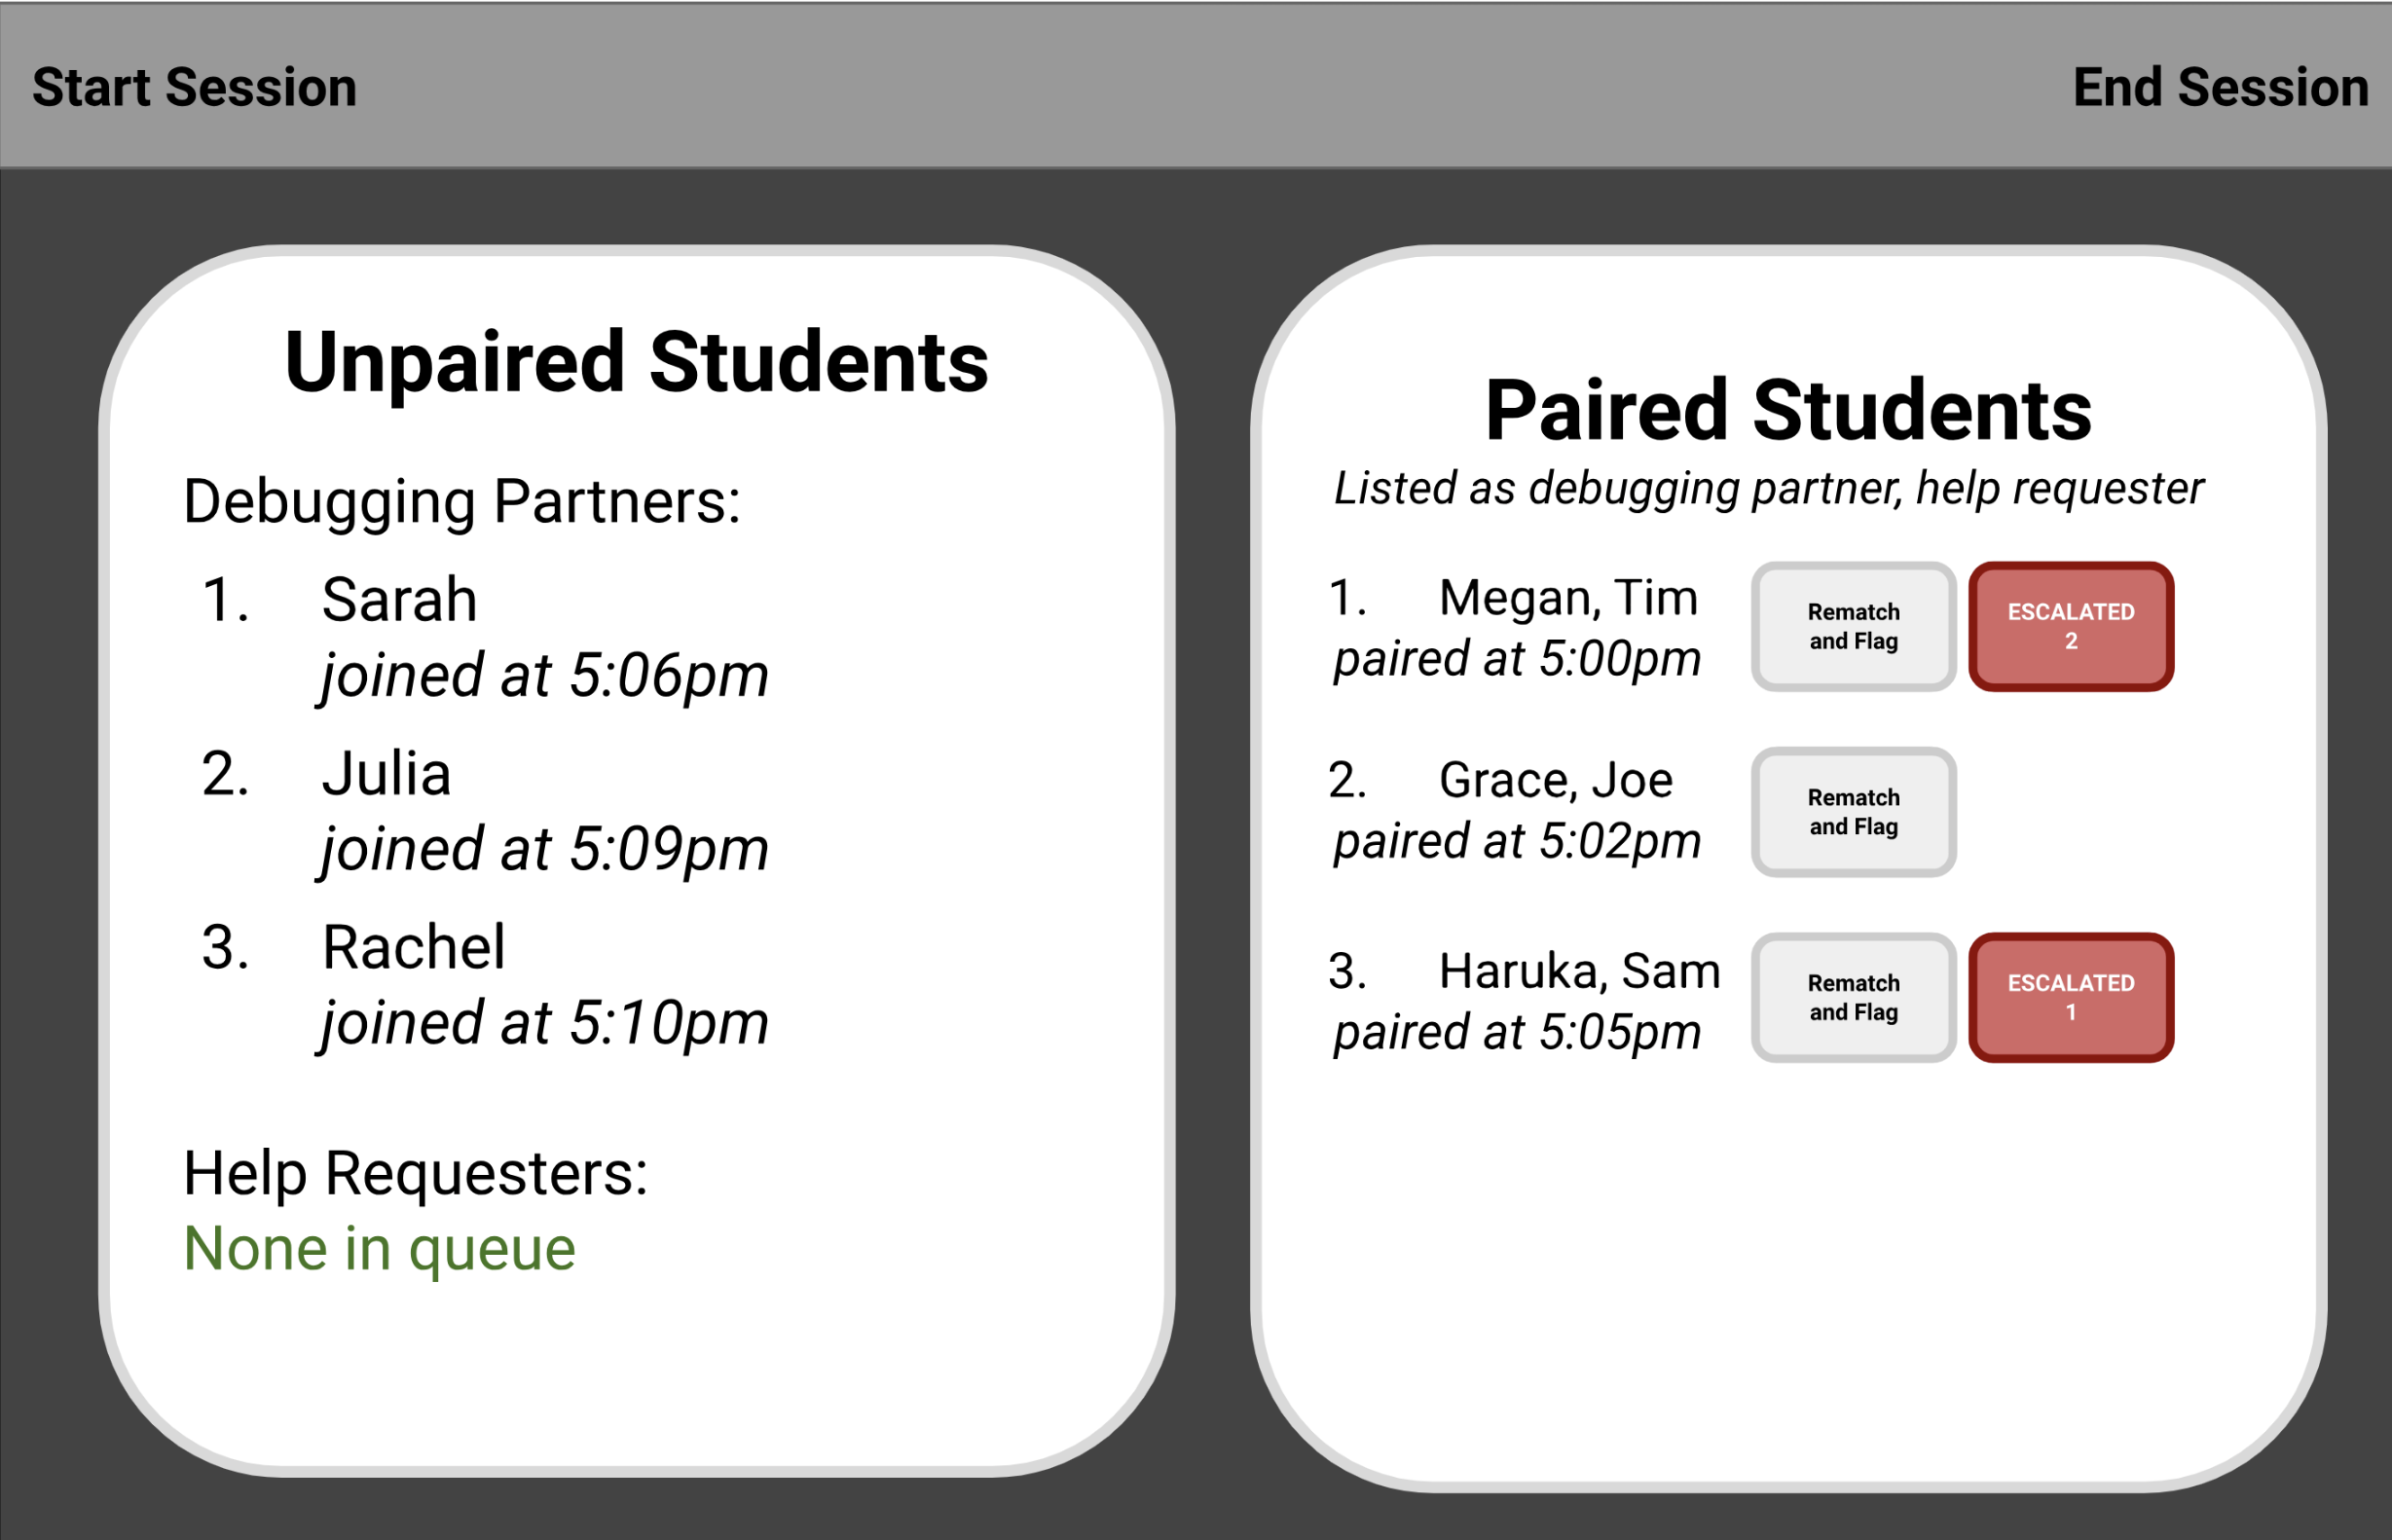 Start Session
End Session
Unpaired Students
Debugging Partners:
1. Sarah
joined at 5:06pm
2. Julia
joined at 5:09pm
3. Rachel
joined at 5:10pm
Help Requesters:
None in queue
Paired Students
Listed as debugging partner, help requester
1. Megan, Tim
paired at 5:00pm
Rematch
and Flag
ESCALATED
2
2. Grace, Joe
paired at 5:02pm
Rematch
and Flag
3. Haruka, Sam
paired at 5:05pm
Rematch
and Flag
ESCALATED
1